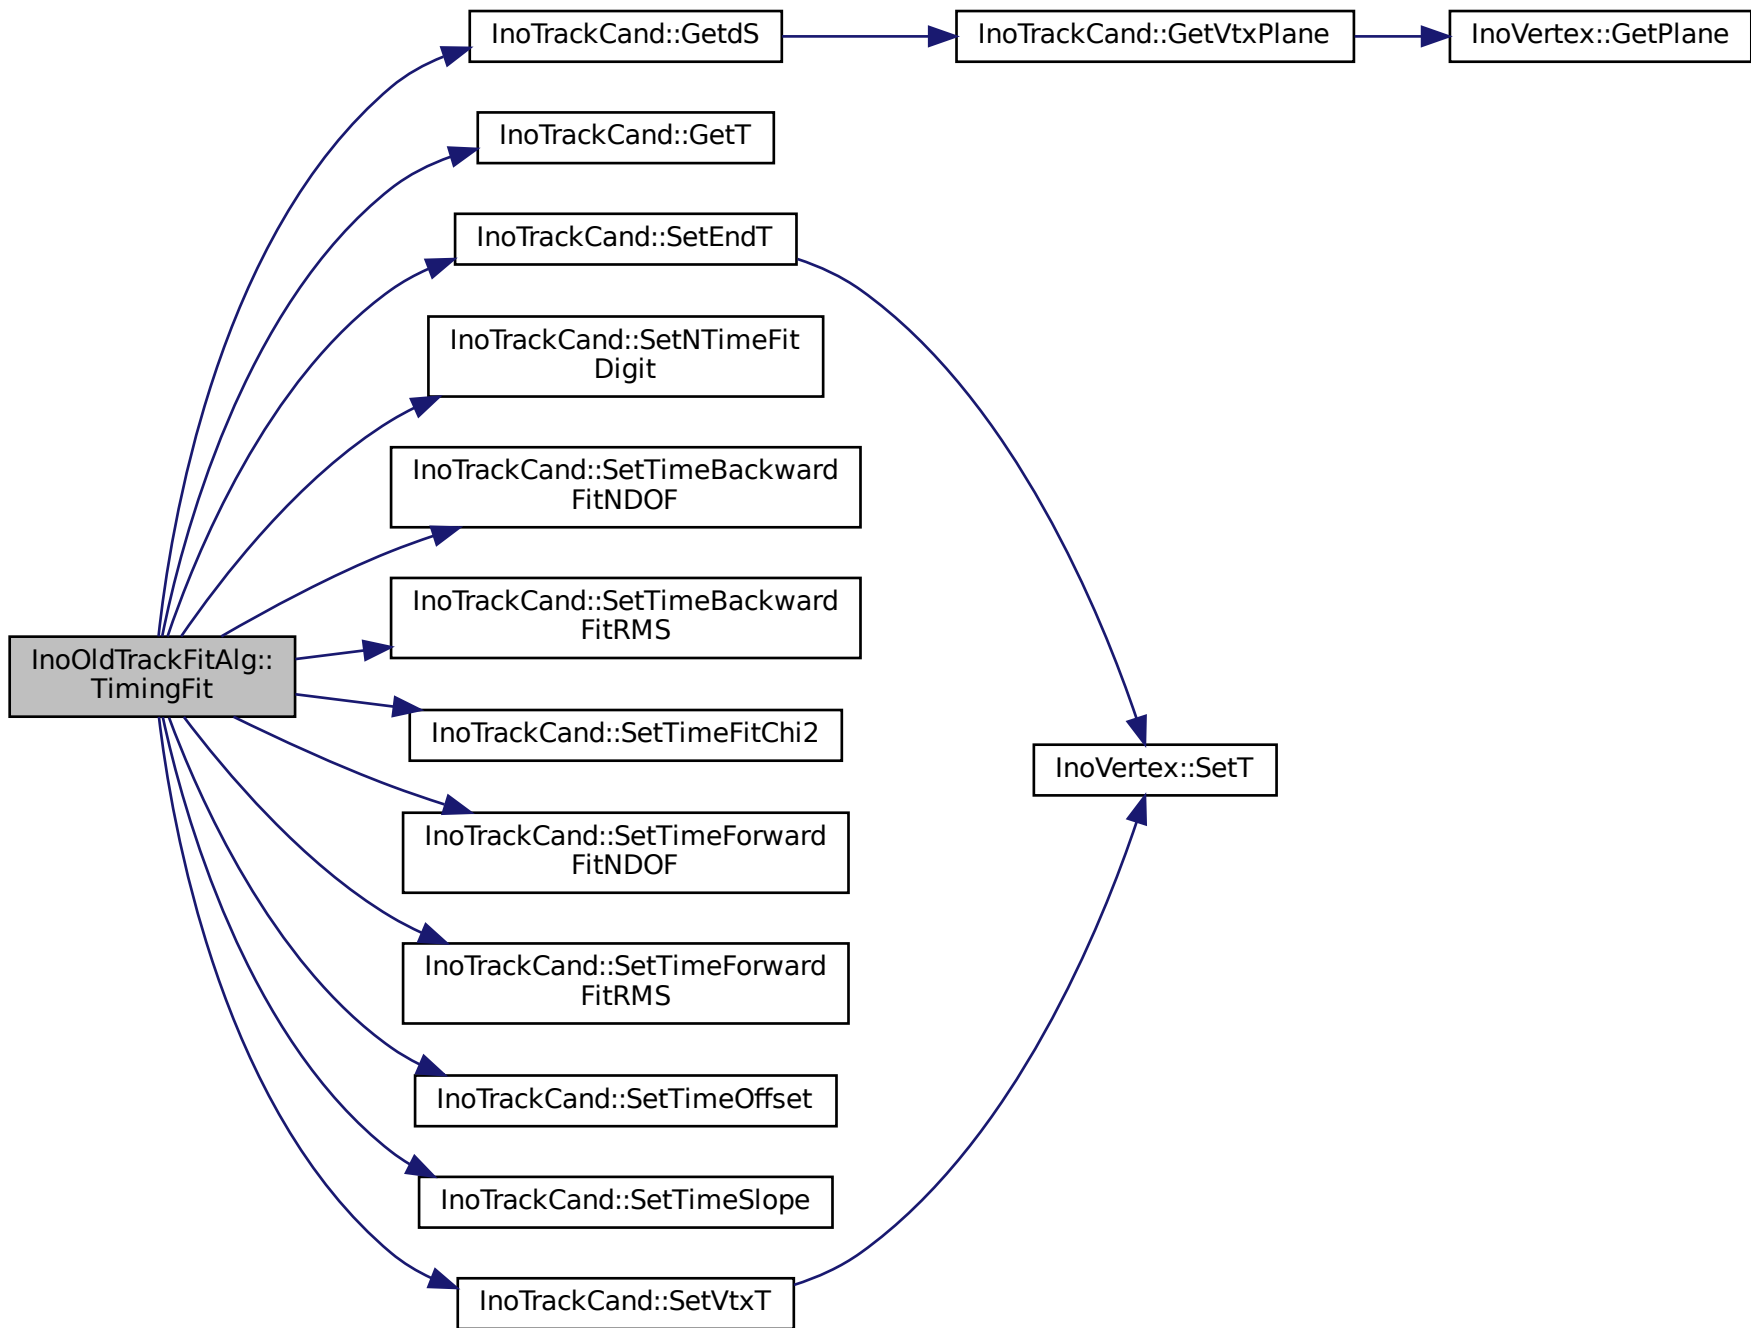 InoTrackCand::GetdS
InoTrackCand::GetVtxPlane
InoVertex::GetPlane
InoTrackCand::GetT
InoTrackCand::SetEndT
InoTrackCand::SetNTimeFit
Digit
InoTrackCand::SetTimeBackward
FitNDOF
InoTrackCand::SetTimeBackward
FitRMS
InoOldTrackFitAlg::
TimingFit
InoTrackCand::SetTimeFitChi2
InoVertex::SetT
InoTrackCand::SetTimeForward
FitNDOF
InoTrackCand::SetTimeForward
FitRMS
InoTrackCand::SetTimeOffset
InoTrackCand::SetTimeSlope
InoTrackCand::SetVtxT